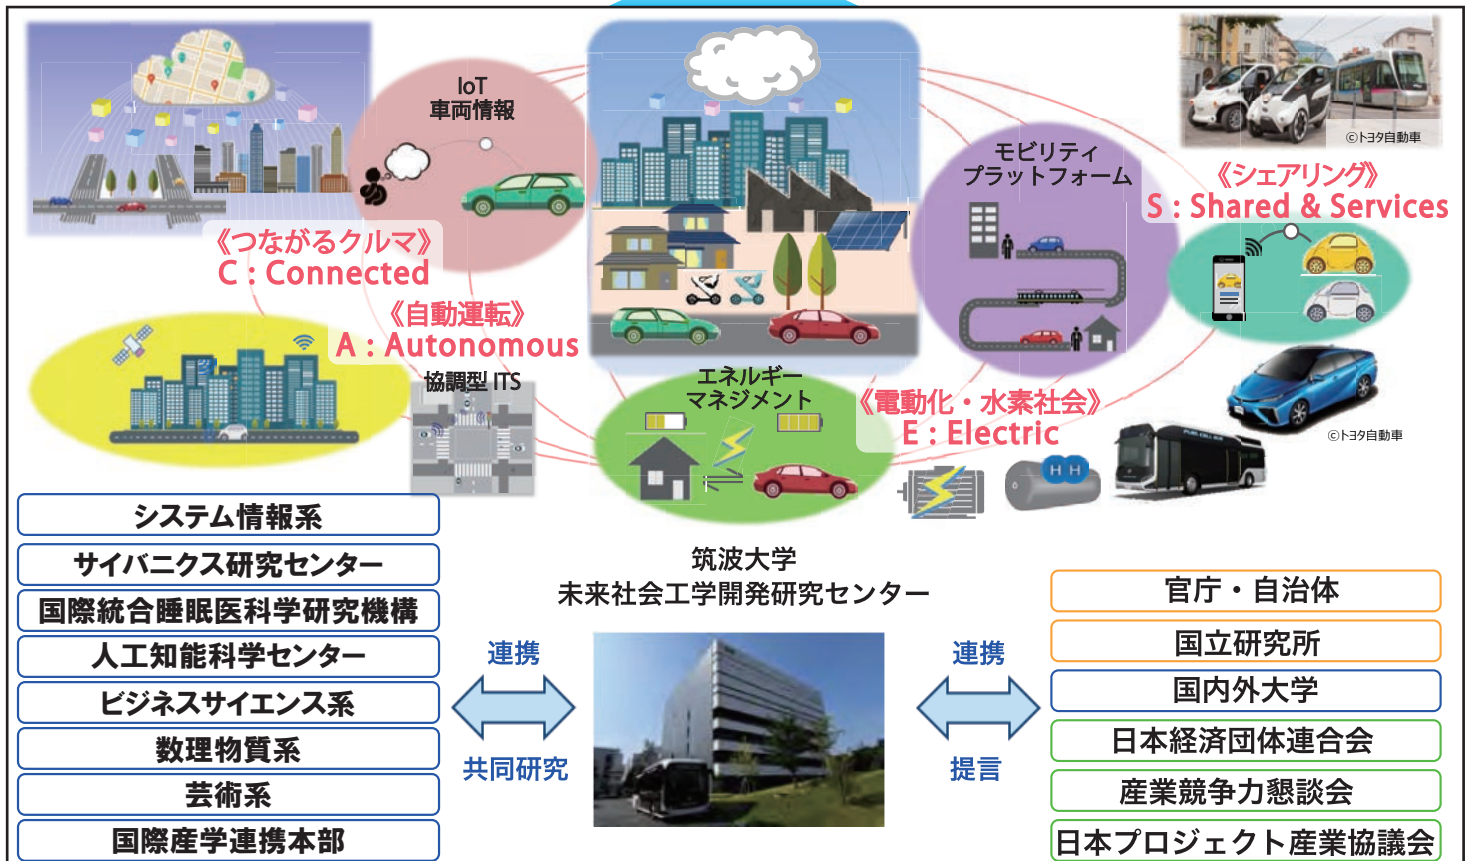 IoT
車両情報
©トヨタ自動車
モビリティ
プラットフォーム
《シェアリング》
S : Shared & Services
《つながるクルマ》
C : Connected
《自動運転》
A : Autonomous
協調型 ITS
エネルギー
マネジメント
《電動化・水素社会》
E : Electric
©トヨタ自動車
FUEL CELL BUS
H H
システム情報系
サイバニクス研究センター
国際統合睡眠医科学研究機構
人工知能科学センター
ビジネスサイエンス系
数理物質系
芸術系
国際産学連携本部
連携
共同研究
筑波大学
未来社会工学開発研究センター
連携
提言
官庁・自治体
国立研究所
国内外大学
日本経済団体連合会
産業競争力懇談会
日本プロジェクト産業協議会